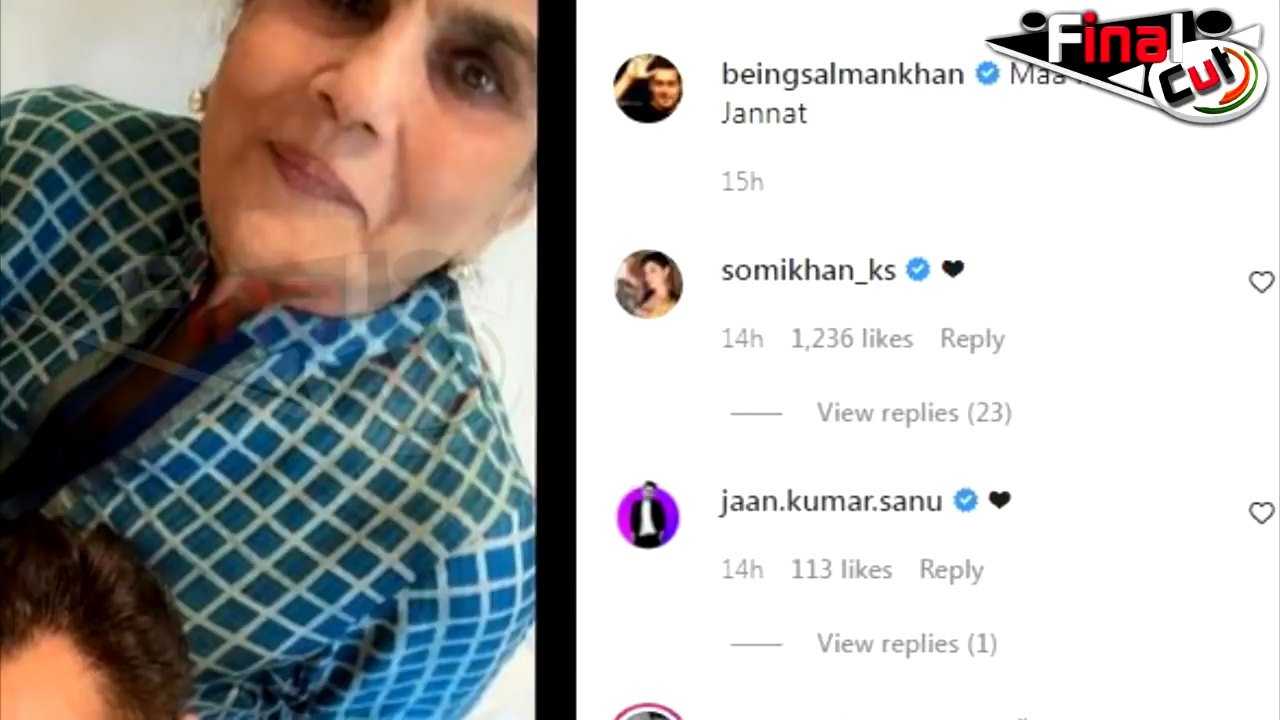 Final
cut
beingsalmankhan Maa
Jannat
15h
somikhan_ks
14h 1,236 likes Reply
View replies (23)
jaan.kumar.sanu
14h 113 likes Reply
View replies (1)